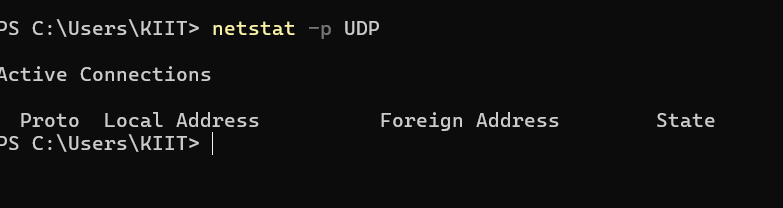 PS C:\Users\KIIT> netstat -p UDP
Active Connections
Proto Local Address Foreign Address State
PS C:\Users\KIIT>